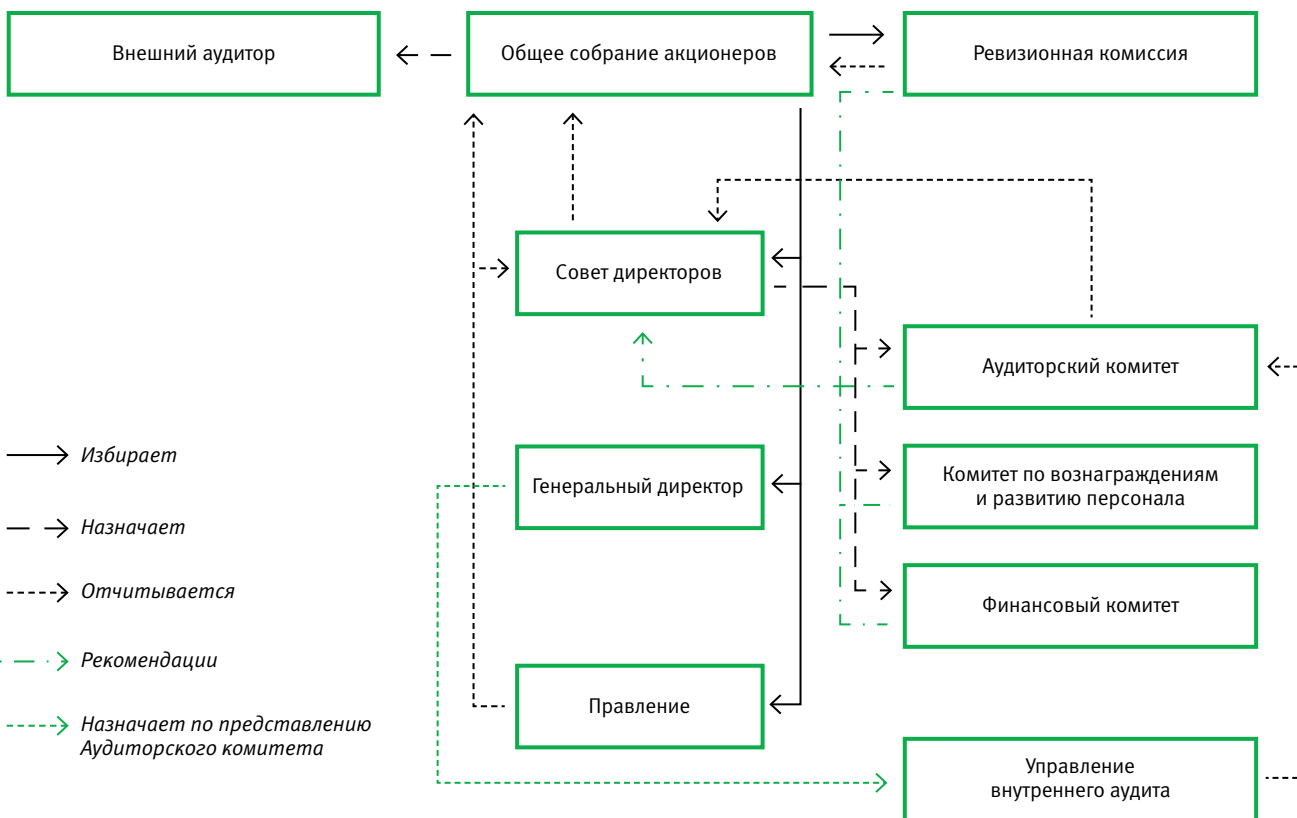 Внешний аудитор
Общее собрание акционеров
Ревизионная комиссия
Совет директоров
Аудиторский комитет
Избирает
Генеральный директор
Комитет по вознаграждениям
и развитию персонала
Назначает
Отчитывается
Финансовый комитет
Рекомендации
Правление
Назначает по представлению
Аудиторского комитета
Управление
внутреннего аудита